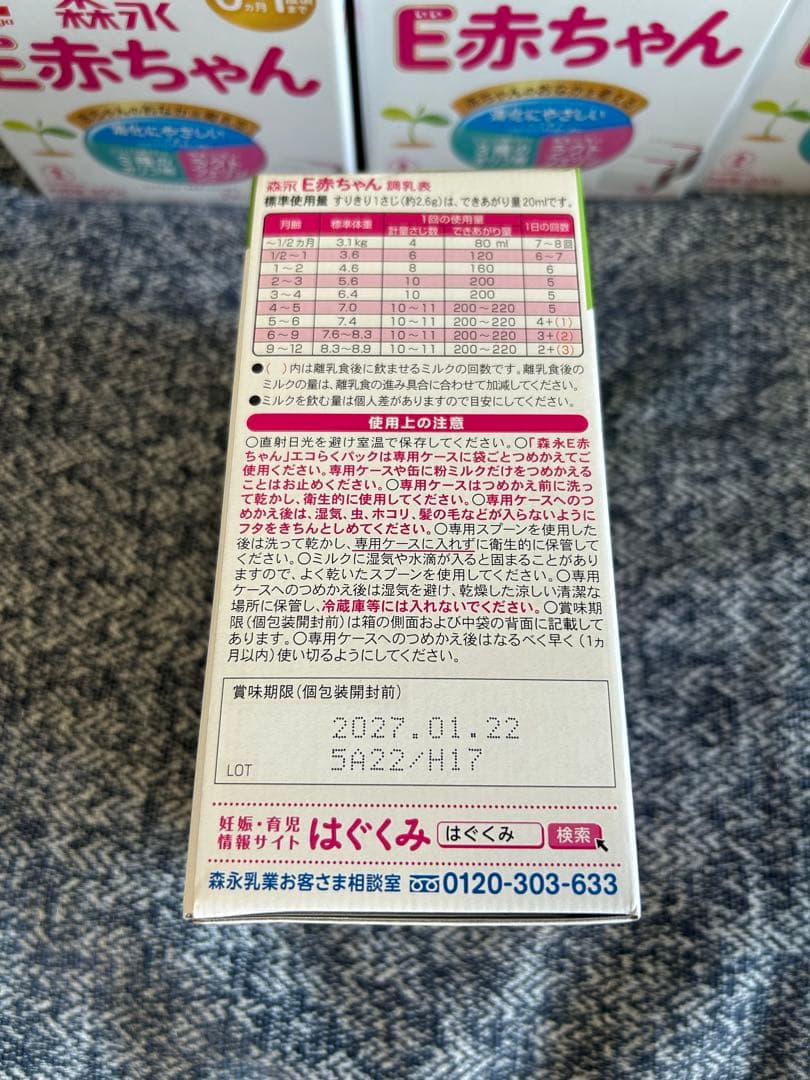 森永
E赤ちゃん
消化にやさしい
E赤ちゃん
消化にやさしい
森永 E赤ちゃん 調乳表
標準使用量 すりきり1さじ(約2.6g)は、できあがり量20mlです。
月齢 標準体重 1回の使用量 1日の回数
計量さじ数 できあがり量
~1/2ヵ月 3.1kg 4 80 ml 7~8回
1/2~1 3.6 6 120 6~7
1~2 4.6 8 160 6
2~3 5.6 10 200 5
3~4 6.4 10 200 5
4~5 7.0 10~11 200~220 5
5~6 7.4 10~11 200~220 4+(1)
6~9 7.6~8.3 10~11 200~220 3+(2)
9~12 8.3~8.9 10~11 200~220 2+(3)
●( )内は離乳食後に飲ませるミルクの回数です。離乳食後の
ミルクの量は、離乳食の進み具合に合わせて加減してください。
●ミルクを飲む量は個人差がありますので目安にしてください。
使用上の注意
○直射日光を避け室温で保存してください。○「森永E赤
ちゃん」エコらくパックは専用ケースに袋ごとつめかえてご
使用ください。専用ケースや缶に粉ミルクだけをつめかえる
ことはお止めください。○専用ケースはつめかえ前に洗っ
て乾かし、衛生的に使用してください。○専用ケースへのつ
めかえ後は、湿気、虫、ホコリ、髪の毛などが入らないように
フタをきちんとしめてください。○専用スプーンを使用した
後は洗って乾かし、専用ケースに入れずに衛生的に保管して
ください。○ミルクに湿気や水滴が入ると固まることがあり
ますので、よく乾いたスプーンを使用してください。○専用
ケースへのつめかえ後は湿気を避け、乾燥した涼しい清潔な
場所に保管し、冷蔵庫等には入れないでください。○賞味期
限(個包装開封前)は箱の側面および中袋の背面に記載して
あります。○専用ケースへのつめかえ後はなるべく早く(1ヵ
月以内)使い切るようにしてください。
賞味期限(個包装開封前)
2027.01.22
LOT 5A22/H17
妊娠・育児
情報サイト はぐくみ はぐくみ 検索
森永乳業お客さま相談室 0120-303-633